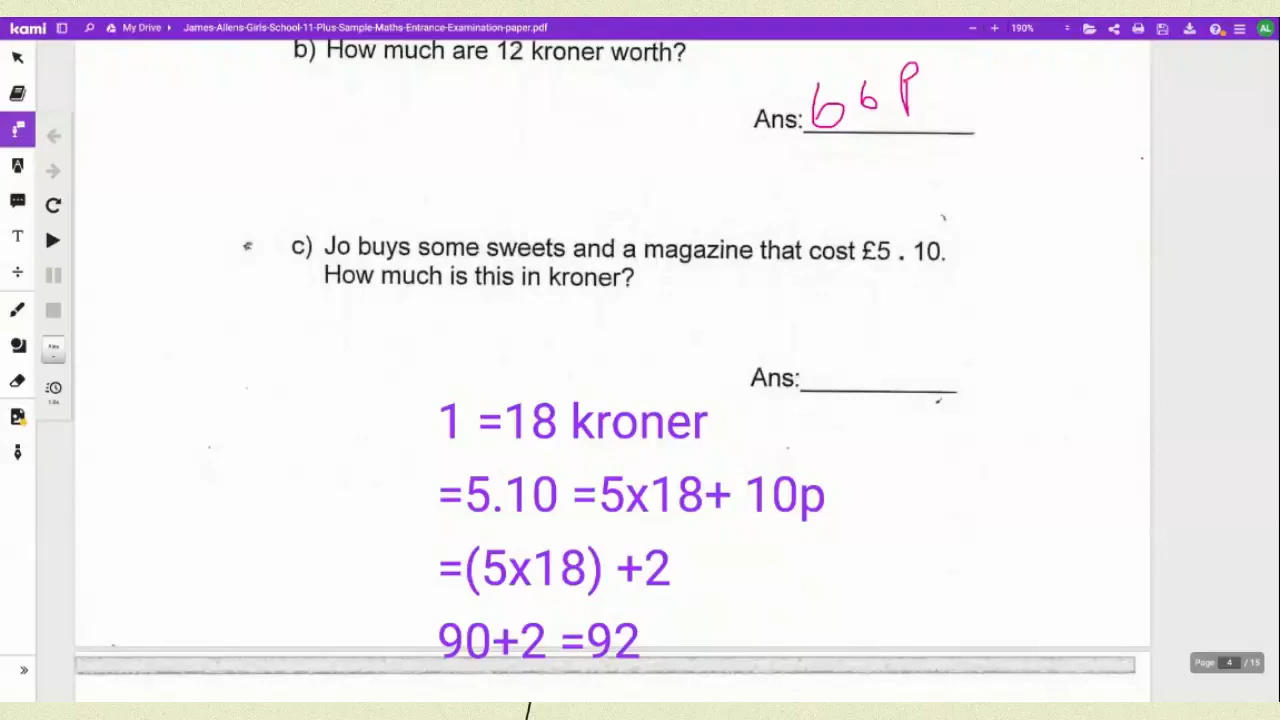 kami My Drive James-Allens-Girls-School-11-Plus-Sample-Maths-Entrance-Examination-paper.pdf 190% AL
b) How much are 12 kroner worth?
Ans: 66p
c) Jo buys some sweets and a magazine that cost £5 . 10.
How much is this in kroner?
Ans:
1 =18 kroner
=5.10 =5x18+ 10p
=(5x18) +2
90+2 =92
Page 4 / 15